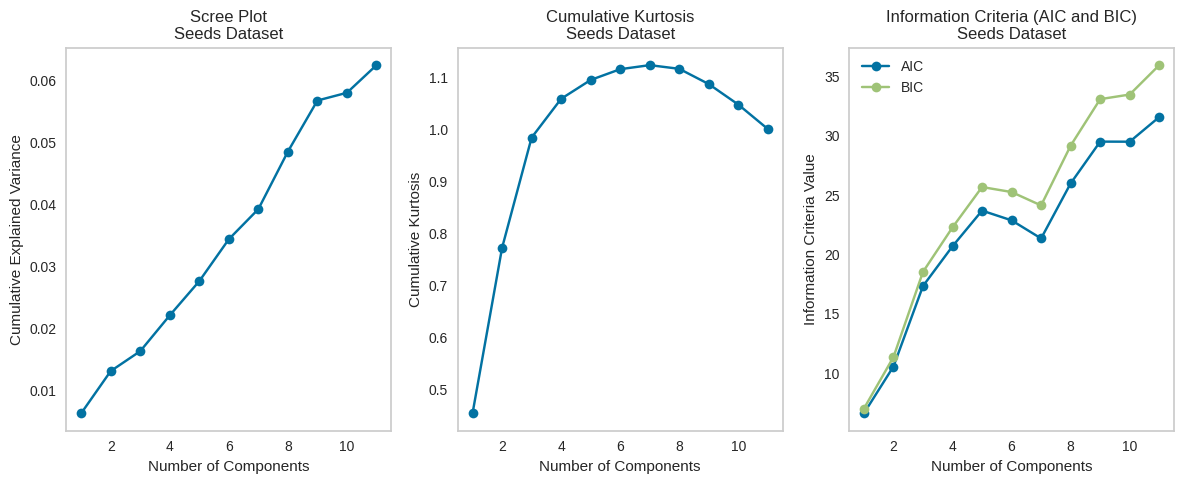 Scree Plot
Seeds Dataset
Cumulative Explained Variance
0.06
0.05
0.04
0.03
0.02
0.01
2 4 6 8 10
Number of Components
Cumulative Kurtosis
Seeds Dataset
Cumulative Kurtosis
1.1
1.0
0.9
0.8
0.7
0.6
0.5
2 4 6 8 10
Number of Components
Information Criteria (AIC and BIC)
Seeds Dataset
AIC
BIC
Information Criteria Value
35
30
25
20
15
10
2 4 6 8 10
Number of Components